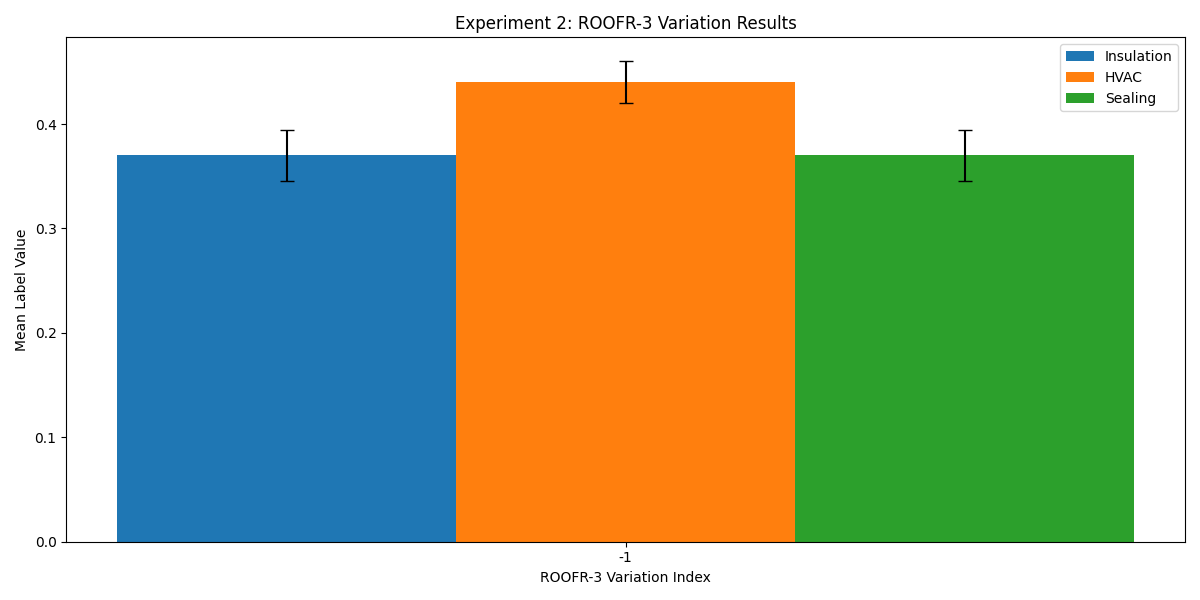 Experiment 2: ROOFR-3 Variation Results
Insulation
HVAC
Sealing
Mean Label Value
0.4
0.3
0.2
0.1
0.0
-1
ROOFR-3 Variation Index